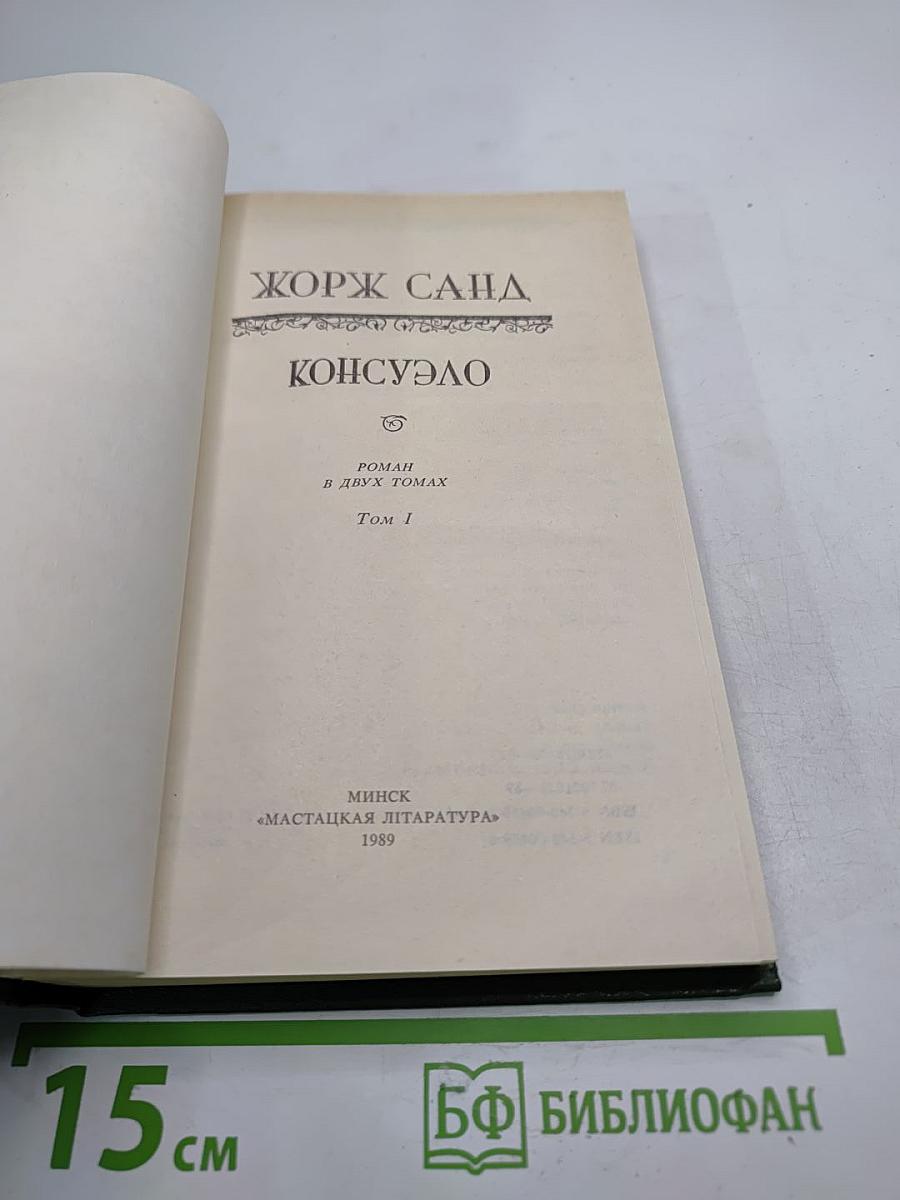 ЖОРЖ САНД
КОНСУЭЛО
РОМАН
В ДВУХ ТОМАХ
Том I
МИНСК
«МАСТАЦКАЯ ЛІТАРАТУРА»
1989
15 см
БФ БИБЛИОФАН